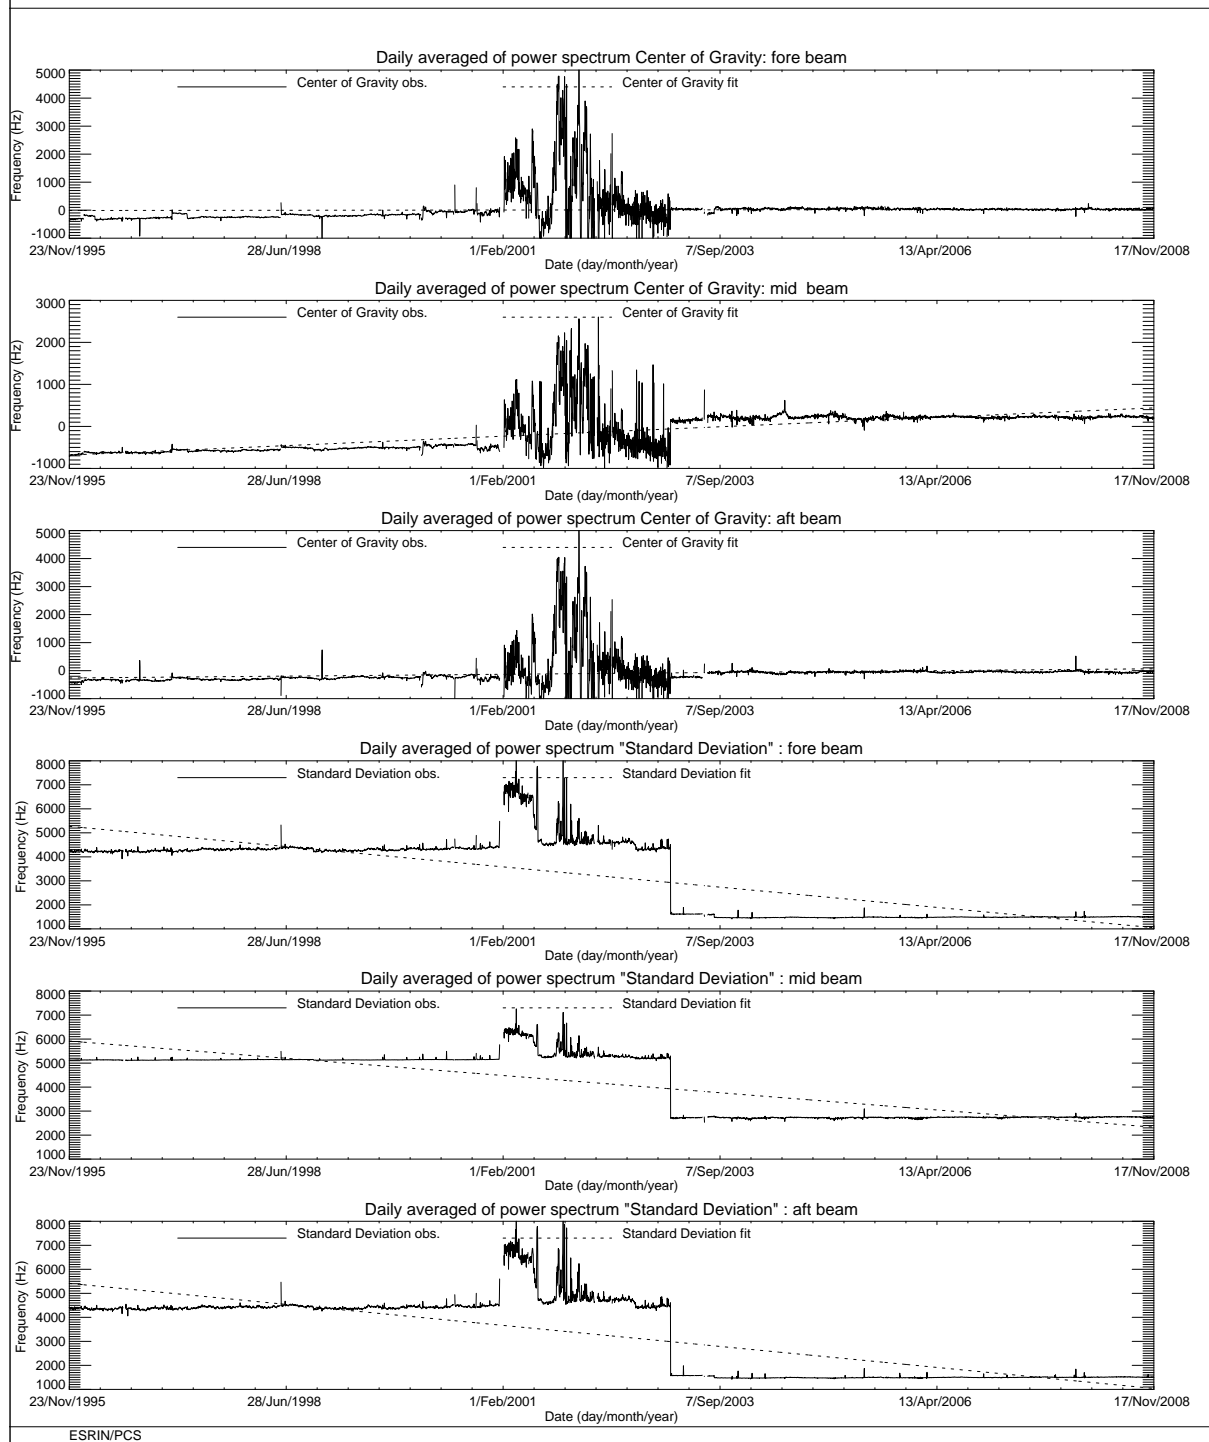 Daily averaged of power spectrum Center of Gravity: fore beam
Center of Gravity obs.
Center of Gravity fit
Frequency (Hz)
5000
4000
3000
2000
1000
0
-1000
23/Nov/1995
28/Jun/1998
1/Feb/2001
7/Sep/2003
13/Apr/2006
17/Nov/2008
Date (day/month/year)
Daily averaged of power spectrum Center of Gravity: mid beam
Center of Gravity obs.
Center of Gravity fit
Frequency (Hz)
3000
2000
1000
0
-1000
23/Nov/1995
28/Jun/1998
1/Feb/2001
7/Sep/2003
13/Apr/2006
17/Nov/2008
Date (day/month/year)
Daily averaged of power spectrum Center of Gravity: aft beam
Center of Gravity obs.
Center of Gravity fit
Frequency (Hz)
5000
4000
3000
2000
1000
0
-1000
23/Nov/1995
28/Jun/1998
1/Feb/2001
7/Sep/2003
13/Apr/2006
17/Nov/2008
Date (day/month/year)
Daily averaged of power spectrum "Standard Deviation" : fore beam
Standard Deviation obs.
Standard Deviation fit
Frequency (Hz)
8000
7000
6000
5000
4000
3000
2000
1000
23/Nov/1995
28/Jun/1998
1/Feb/2001
7/Sep/2003
13/Apr/2006
17/Nov/2008
Date (day/month/year)
Daily averaged of power spectrum "Standard Deviation" : mid beam
Standard Deviation obs.
Standard Deviation fit
Frequency (Hz)
8000
7000
6000
5000
4000
3000
2000
1000
23/Nov/1995
28/Jun/1998
1/Feb/2001
7/Sep/2003
13/Apr/2006
17/Nov/2008
Date (day/month/year)
Daily averaged of power spectrum "Standard Deviation" : aft beam
Standard Deviation obs.
Standard Deviation fit
Frequency (Hz)
8000
7000
6000
5000
4000
3000
2000
1000
23/Nov/1995
28/Jun/1998
1/Feb/2001
7/Sep/2003
13/Apr/2006
17/Nov/2008
Date (day/month/year)
ESRIN/PCS